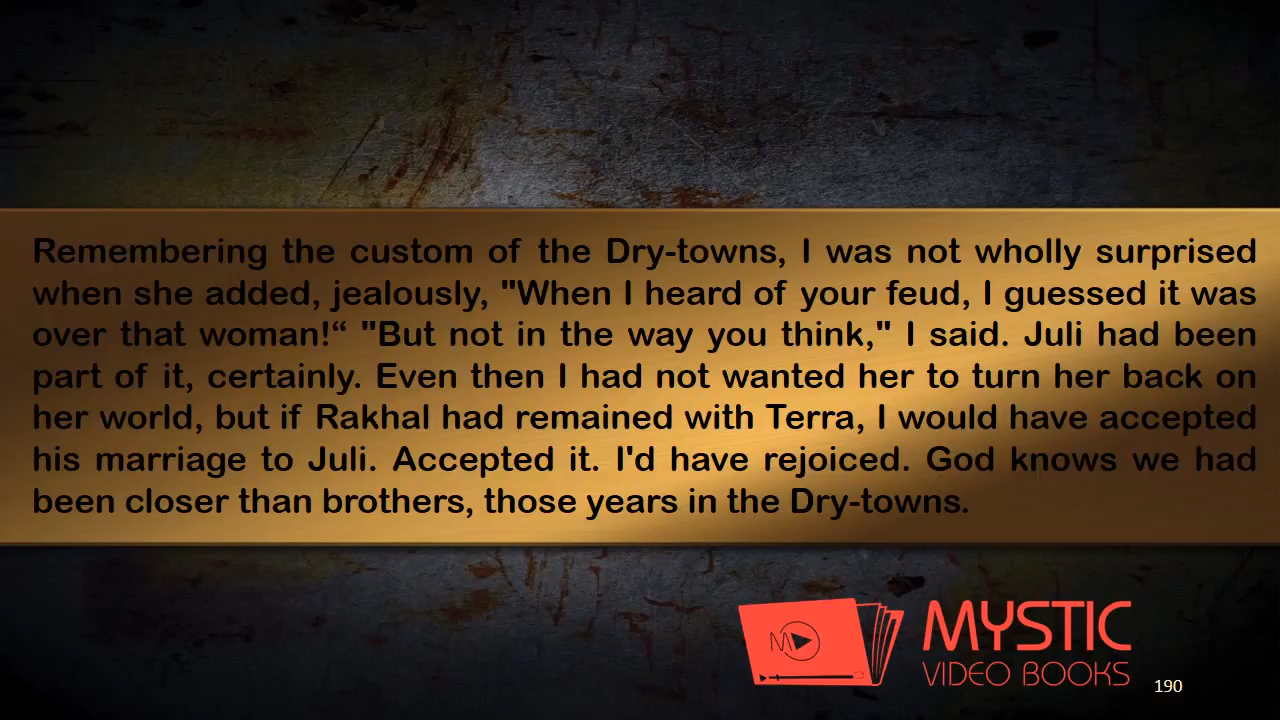 Remembering the custom of the Dry-towns, I was not wholly surprised
when she added, jealously, "When I heard of your feud, I guessed it was
over that woman!“ "But not in the way you think," I said. Juli had been
part of it, certainly. Even then I had not wanted her to turn her back on
her world, but if Rakhal had remained with Terra, I would have accepted
his marriage to Juli. Accepted it. I'd have rejoiced. God knows we had
been closer than brothers, those years in the Dry-towns.
M
MYSTIC
VIDEO BOOKS
190